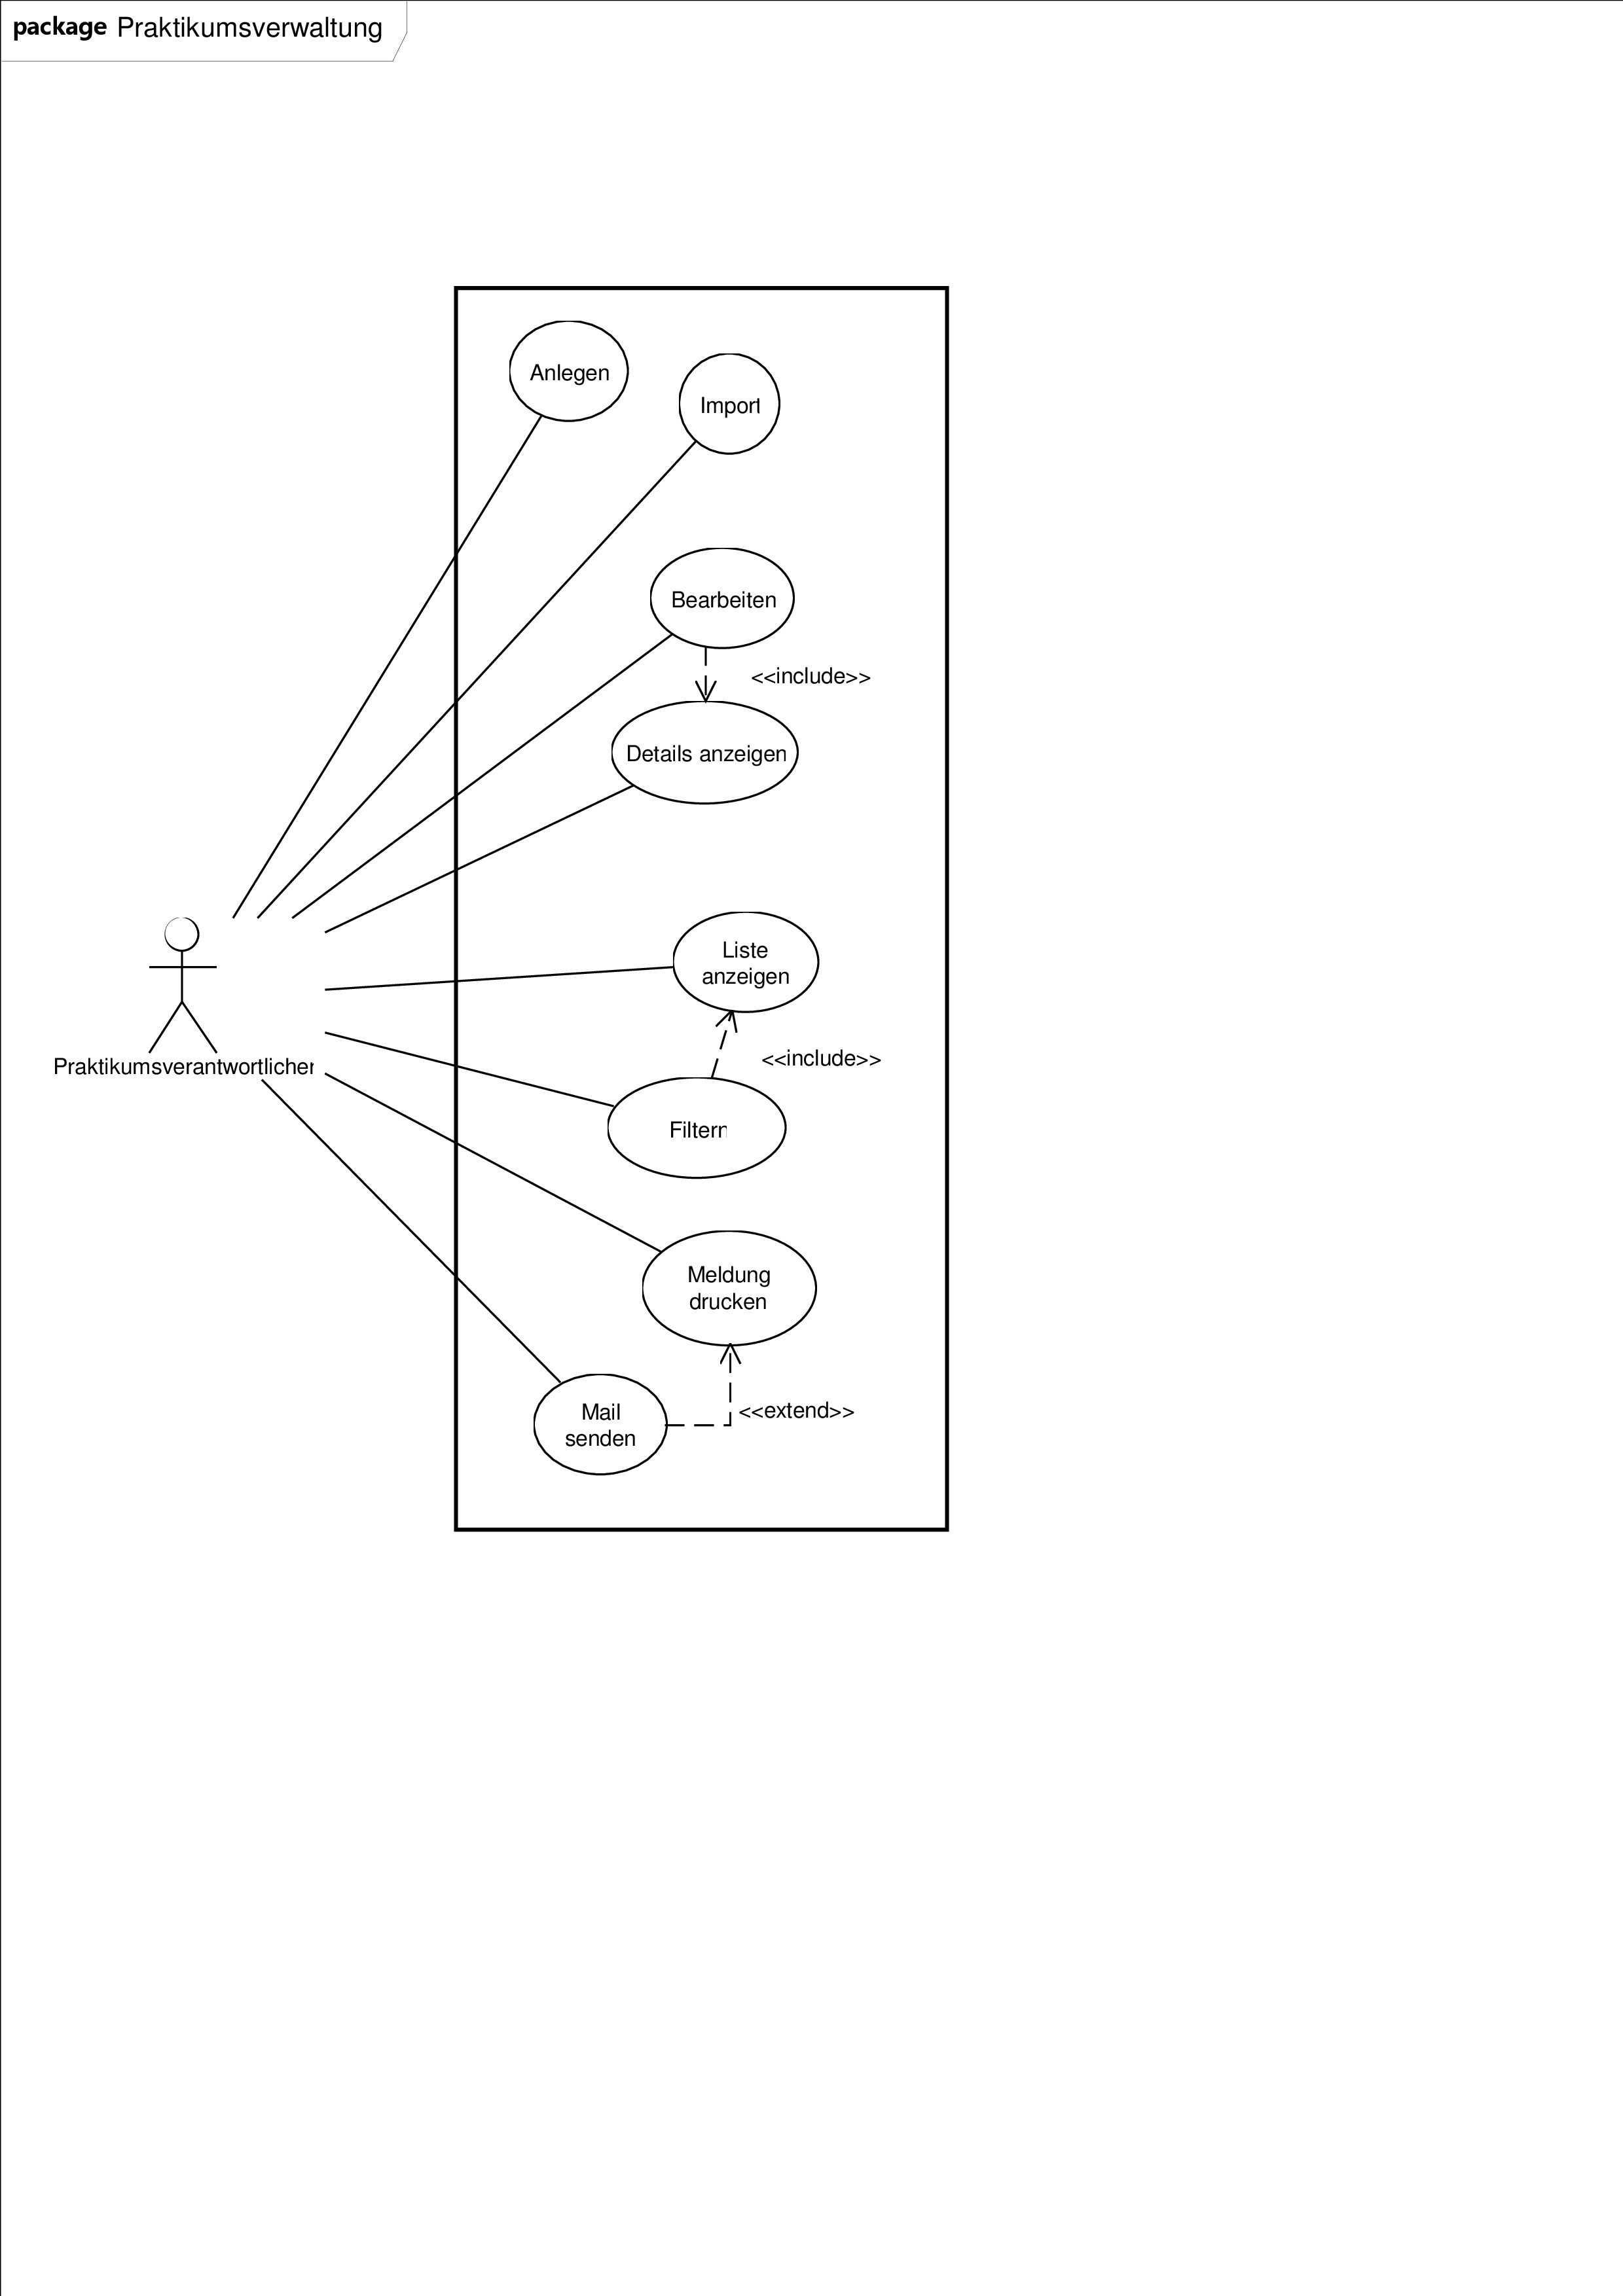 package Praktikumsverwaltung
Anlegen
Import
Bearbeiten
<<include>>
Details anzeigen
Liste
anzeigen
<<include>>
Praktikumsverantwortlicher
Filtern
Meldung
drucken
<<extend>>
Mail
senden